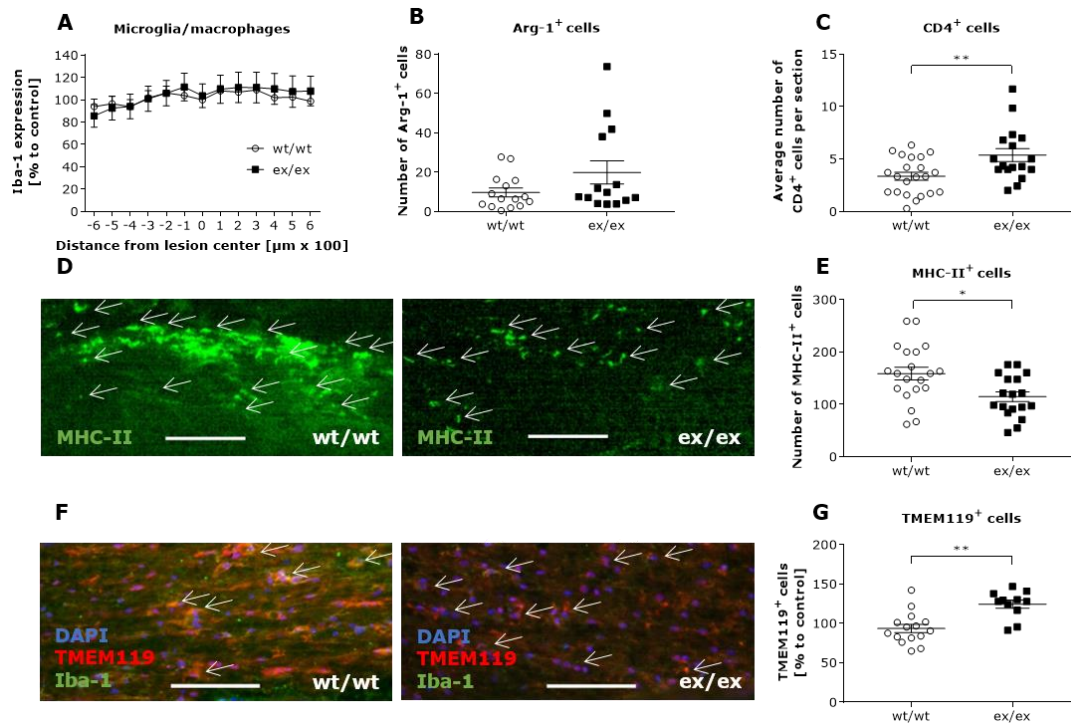 A
Microglia/macrophages
Iba-1 expression
[% to control]
140
120
100
80
60
40
20
0
wt/wt
ex/ex
-6 -5 -4 -3 -2 -1 0 1 2 3 4 5 6
Distance from lesion center [µm x 100]
B
Arg-1+ cells
Number of Arg-1+ cells
80
60
40
20
0
wt/wt ex/ex
C
CD4+ cells
**
Average number of
CD4+ cells per section
15
10
5
0
wt/wt ex/ex
D
MHC-II wt/wt
MHC-II ex/ex
E
MHC-II+ cells
*
Number of MHC-II+ cells
300
200
100
0
wt/wt ex/ex
F
DAPI
TMEM119
Iba-1 wt/wt
DAPI
TMEM119
Iba-1 ex/ex
G
TMEM119+ cells
**
TMEM119+ cells
[% to control]
200
150
100
50
0
wt/wt ex/ex